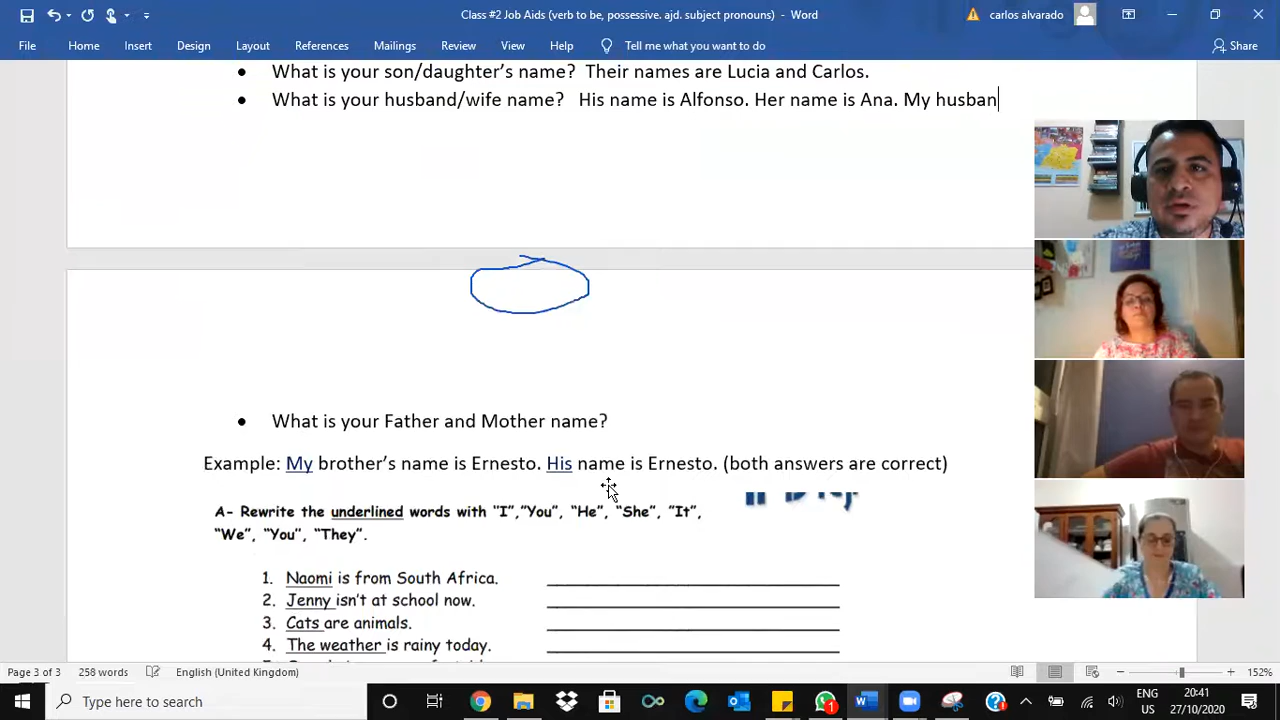 Class #2 Job Aids (verb to be, possessive. ajd. subject pronouns) - Word
carlos alvarado
File Home Insert Design Layout References Mailings Review View Help Tell me what you want to do Share
• What is your son/daughter's name? Their names are Lucia and Carlos.
• What is your husband/wife name? His name is Alfonso. Her name is Ana. My husban
• What is your Father and Mother name?
Example: My brother's name is Ernesto. His name is Ernesto. (both answers are correct)
A- Rewrite the underlined words with "I","You", "He", "She", "It",
"We", "You", "They".
1. Naomi is from South Africa.
2. Jenny isn't at school now.
3. Cats are animals.
4. The weather is rainy today.
Page 3 of 3 258 words English (United Kingdom) 152%
Type here to search
ENG 20:41
US 27/10/2020